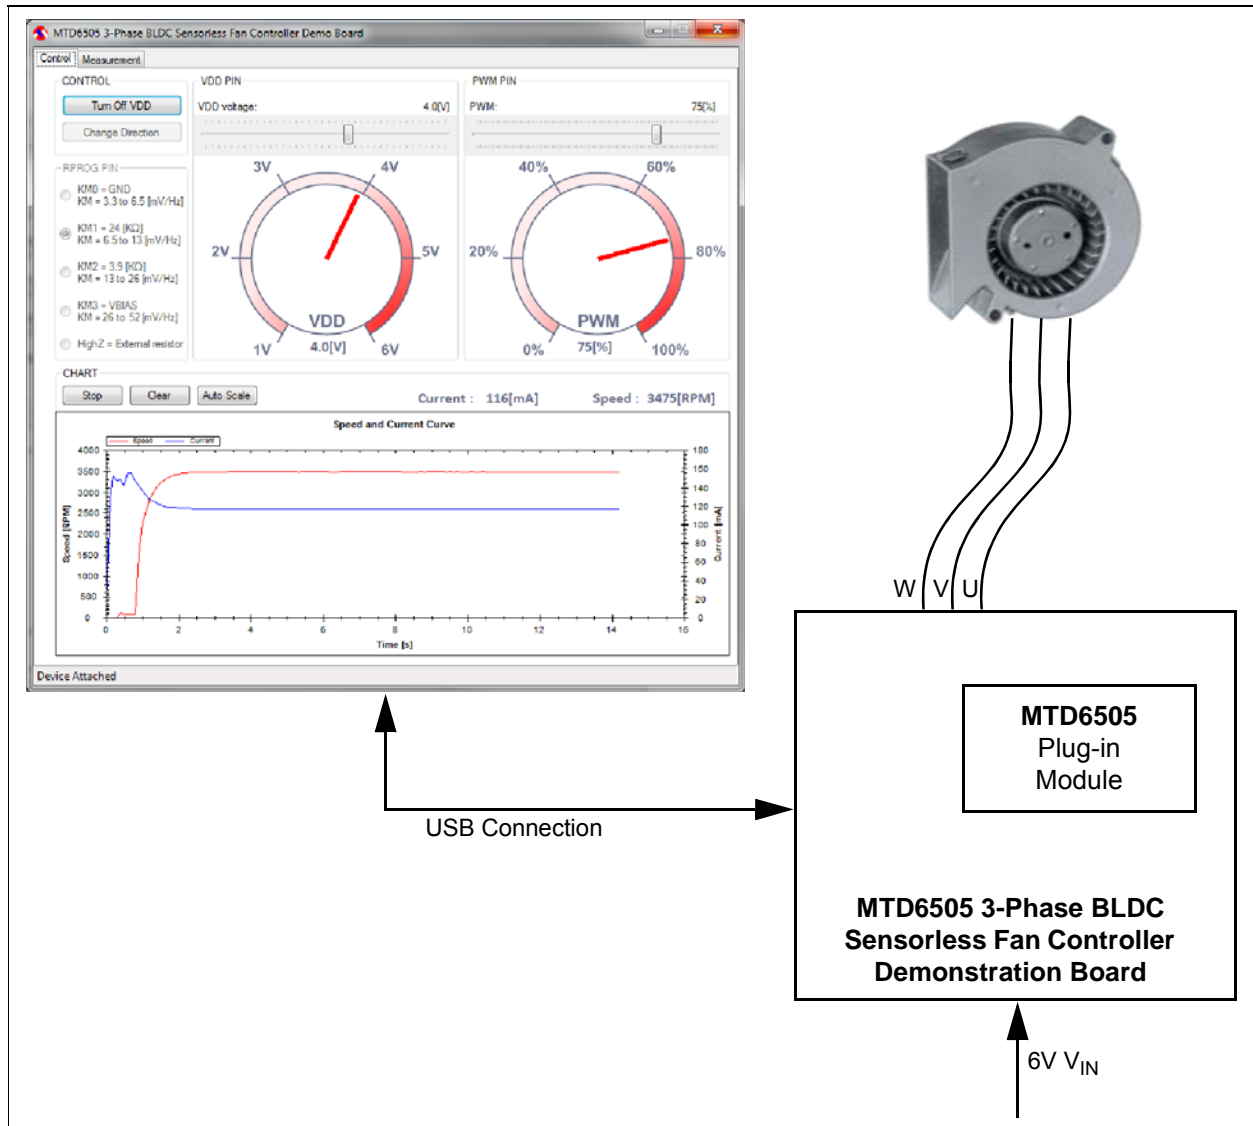 MTD6505 3-Phase BLDC Sensorless Fan Controller Demo Board
Control Measurement
CONTROL
Turn Off VDD
Change Direction
RPROG PIN
KM0 = GND
KM = 3.3 to 6.5 [mV/Hz]
KM1 = 24 [KΩ]
KM = 6.5 to 13 [mV/Hz]
KM2 = 3.9 [KΩ]
KM = 13 to 26 [mV/Hz]
KM3 = VBIAS
KM = 26 to 52 [mV/Hz]
HighZ = External resistor
VDD PIN
VDD voltage: 4.0[V]
3V 4V
2V 5V
VDD
1V 4.0[V] 6V
PWM PIN
PWM: 75[%]
40% 60%
20% 80%
PWM
0% 75[%] 100%
CHART
Stop Clear Auto Scale Current : 116[mA] Speed : 3475[RPM]
Speed and Current Curve
Speed Current
Speed [RPM]
4000
3500
3000
2500
2000
1500
1000
500
0
180
160
140
120
100
80
60
40
20
0
Current [mA]
0 2 4 6 8 10 12 14 16
Time [s]
Device Attached
W V U
MTD6505
Plug-in
Module
USB Connection
MTD6505 3-Phase BLDC
Sensorless Fan Controller
Demonstration Board
6V VIN